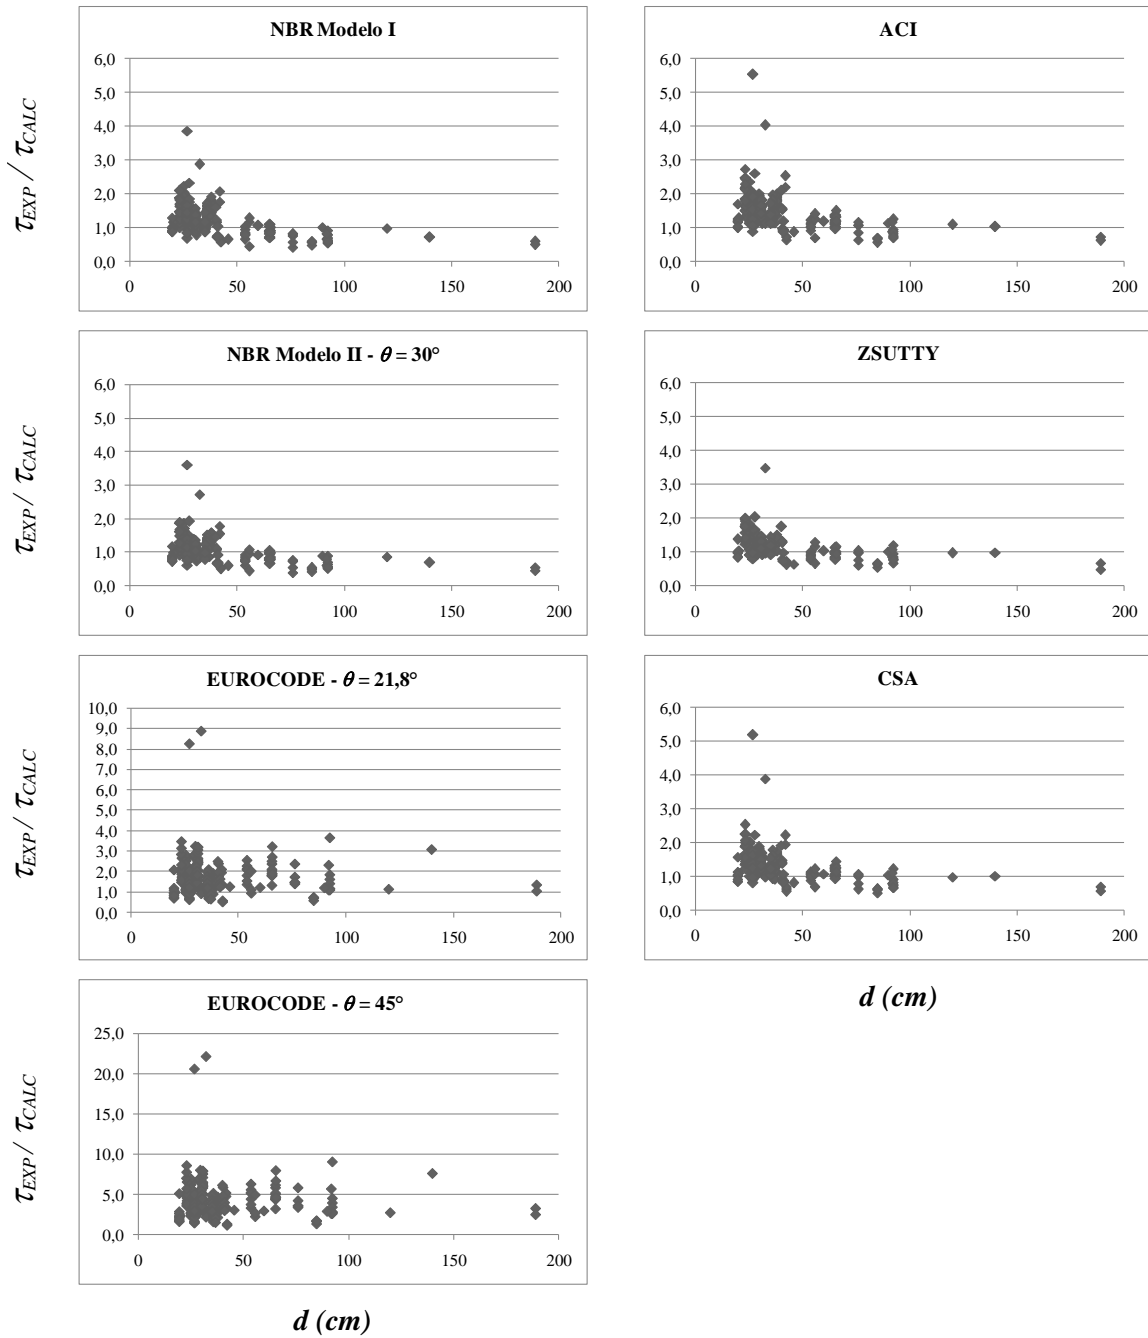 NBR Modelo I
τEXP / τCALC
6,0
5,0
4,0
3,0
2,0
1,0
0,0
0 50 100 150 200
ACI
6,0
5,0
4,0
3,0
2,0
1,0
0,0
0 50 100 150 200
NBR Modelo II - θ = 30°
τEXP / τCALC
6,0
5,0
4,0
3,0
2,0
1,0
0,0
0 50 100 150 200
ZSUTTY
6,0
5,0
4,0
3,0
2,0
1,0
0,0
0 50 100 150 200
EUROCODE - θ = 21,8°
τEXP / τCALC
10,0
9,0
8,0
7,0
6,0
5,0
4,0
3,0
2,0
1,0
0,0
0 50 100 150 200
CSA
6,0
5,0
4,0
3,0
2,0
1,0
0,0
0 50 100 150 200
d (cm)
EUROCODE - θ = 45°
τEXP / τCALC
25,0
20,0
15,0
10,0
5,0
0,0
0 50 100 150 200
d (cm)